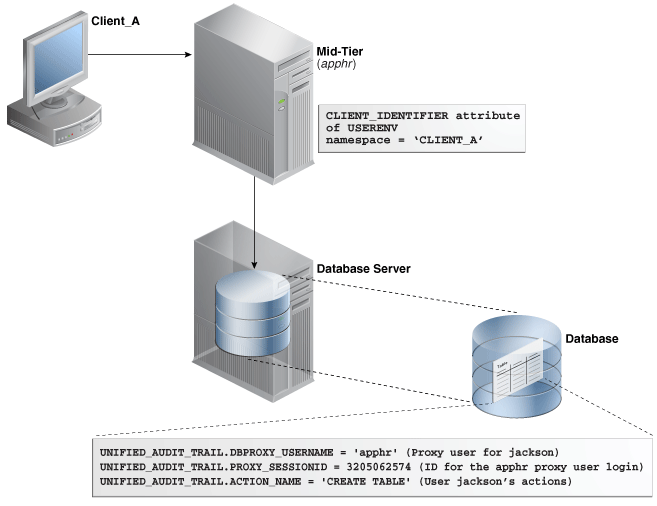 Client_A
Mid-Tier
(apphr)
CLIENT_IDENTIFIER attribute
of USERENV
namespace = ‘CLIENT_A’
Database Server
Database
Table
UNIFIED_AUDIT_TRAIL.DBPROXY_USERNAME = 'apphr' (Proxy user for jackson)
UNIFIED_AUDIT_TRAIL.PROXY_SESSIONID = 3205062574 (ID for the apphr proxy user login)
UNIFIED_AUDIT_TRAIL.ACTION_NAME = 'CREATE TABLE' (User jackson’s actions)